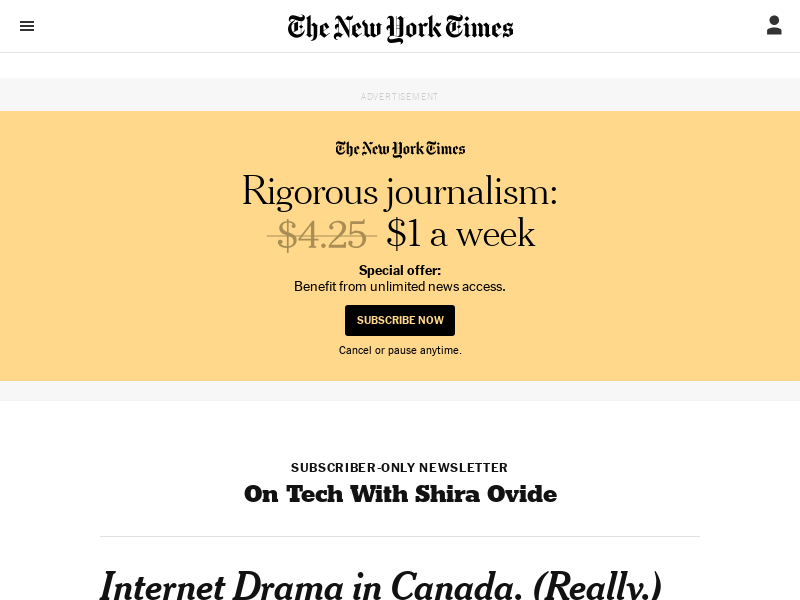 The New York Times
ADVERTISEMENT
The New York Times
Rigorous journalism:
$4.25 $1 a week
Special offer:
Benefit from unlimited news access.
SUBSCRIBE NOW
Cancel or pause anytime.
SUBSCRIBER-ONLY NEWSLETTER
On Tech With Shira Ovide
Internet Drama in Canada. (Really.)